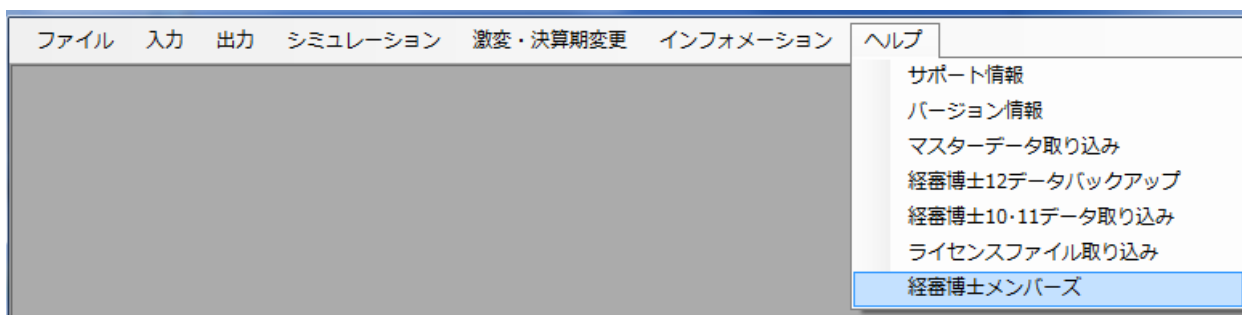 ファイル 入力 出力 シミュレーション 激変・決算期変更 インフォメーション ヘルプ
サポート情報
バージョン情報
マスターデータ取り込み
経審博士12データバックアップ
経審博士10・11データ取り込み
ライセンスファイル取り込み
経審博士メンバーズ